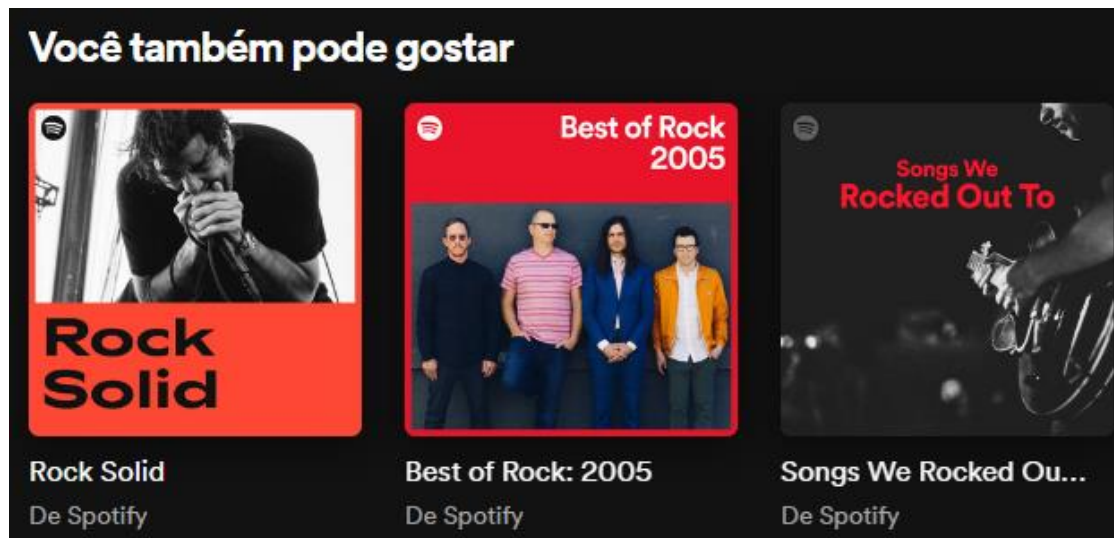 Você também pode gostar
Best of Rock
2005
Songs We
Rocked Out To
Rock
Solid
Rock Solid
Best of Rock: 2005
Songs We Rocked Ou...
De Spotify
De Spotify
De Spotify